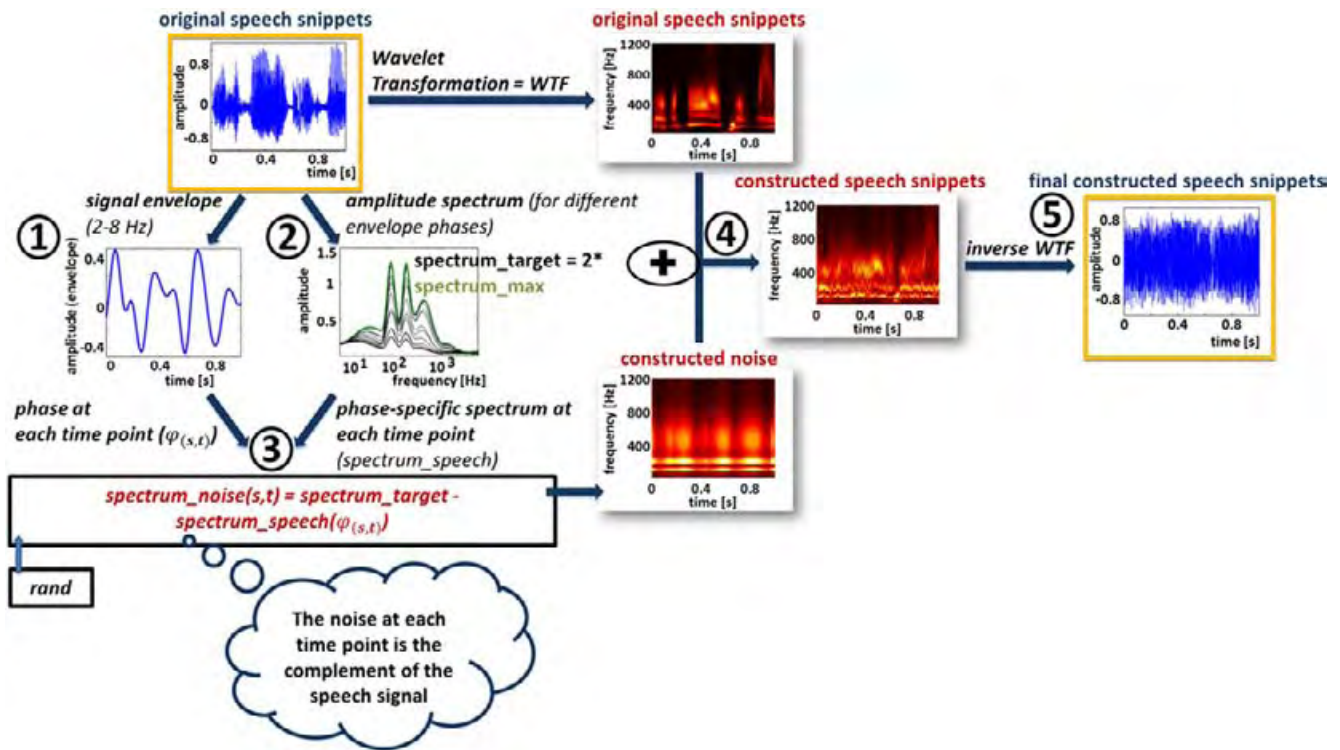 original speech snippets
amplitude
0.8
0
-0.8
0
0.4
0.8
time [s]
Wavelet
Transformation = WTF
original speech snippets
frequency [Hz]
1200
800
400
0
0.4
0.8
time [s]
signal envelope
(2-8 Hz)
1
amplitude (envelope)
0.4
0
-0.4
0
0.4
0.8
time [s]
amplitude spectrum (for different
envelope phases)
2
amplitude
1.5
1
0.5
spectrum_target = 2*
spectrum_max
10¹
10²
10³
frequency [Hz]
phase at
each time point (φ(s,t))
3
phase-specific spectrum at
each time point
(spectrum_speech)
spectrum_noise(s,t) = spectrum_target -
spectrum_speech(φ(s,t))
rand
The noise at each
time point is the
complement of the
speech signal
constructed noise
frequency [Hz]
1200
800
400
0
0.4
0.8
time [s]
+
4
constructed speech snippets
frequency [Hz]
1200
800
400
0
0.4
0.8
time [s]
inverse WTF
final constructed speech snippets
5
amplitude
0.8
0
-0.8
0
0.4
0.8
time [s]